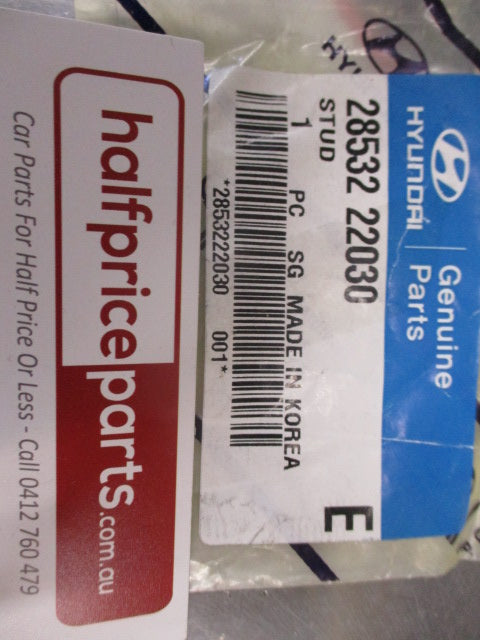 HYUNDAI
Genuine
Parts
28532 22030
STUD
1 PC SG MADE IN KOREA
E
*2853222030 001*
halfpriceparts.com.au
Car Parts For Half Price Or Less - Call 0412 760 479